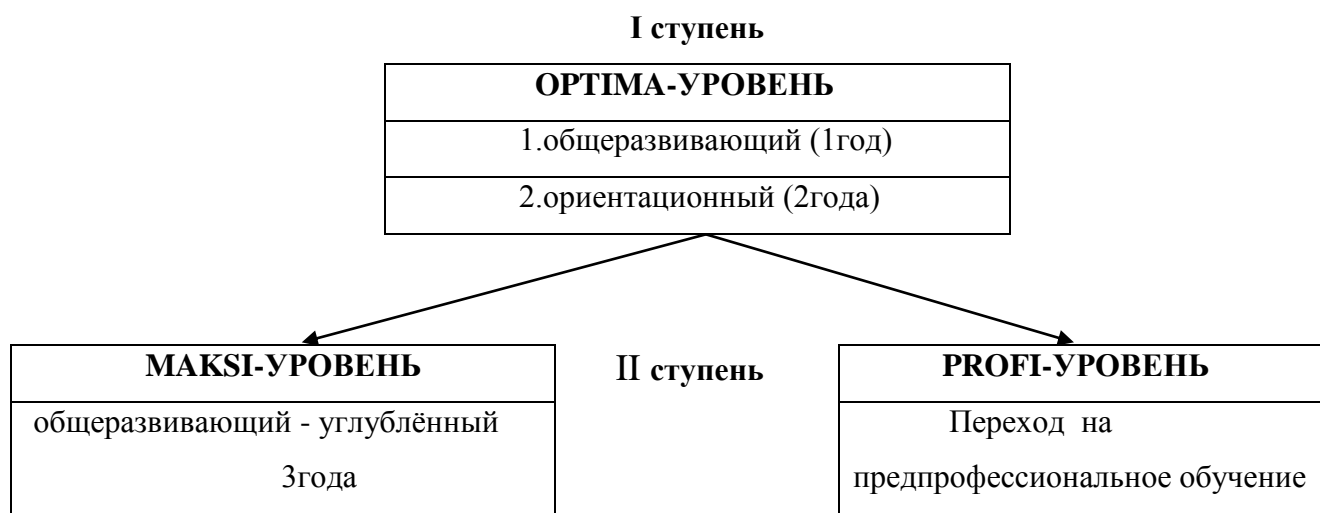 I ступень
OPTIMA-УРОВЕНЬ
1.общеразвивающий (1год)
2.ориентационный (2года)
MAKSI-УРОВЕНЬ
общеразвивающий - углублённый
3года
II ступень
PROFI-УРОВЕНЬ
Переход на
предпрофессиональное обучение